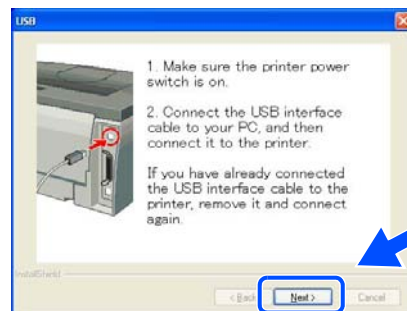 USB
1. Make sure the printer power
switch is on.
2. Connect the USB interface
cable to your PC, and then
connect it to the printer.
If you have already connected
the USB interface cable to the
printer, remove it and connect
again.
InstallShield
< Back
Next >
Cancel